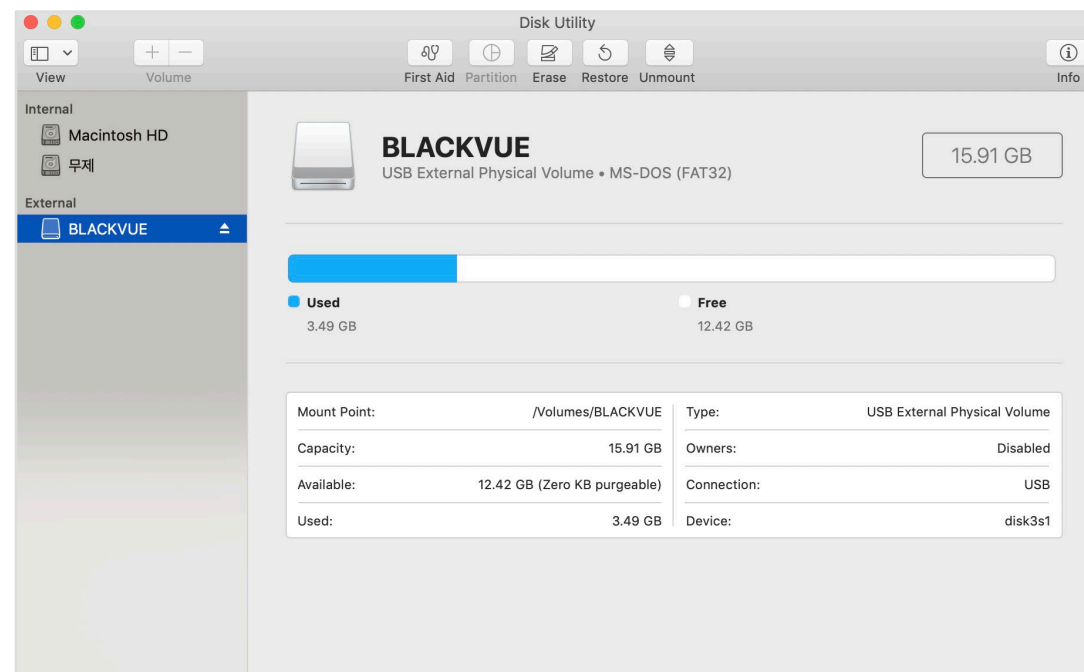 Disk Utility
View Volume First Aid Partition Erase Restore Unmount Info
Internal
Macintosh HD
무제
External
BLACKVUE
BLACKVUE
USB External Physical Volume • MS-DOS (FAT32)
15.91 GB
Used
3.49 GB
Free
12.42 GB
Mount Point: /Volumes/BLACKVUE
Type: USB External Physical Volume
Capacity: 15.91 GB
Owners: Disabled
Available: 12.42 GB (Zero KB purgeable)
Connection: USB
Used: 3.49 GB
Device: disk3s1